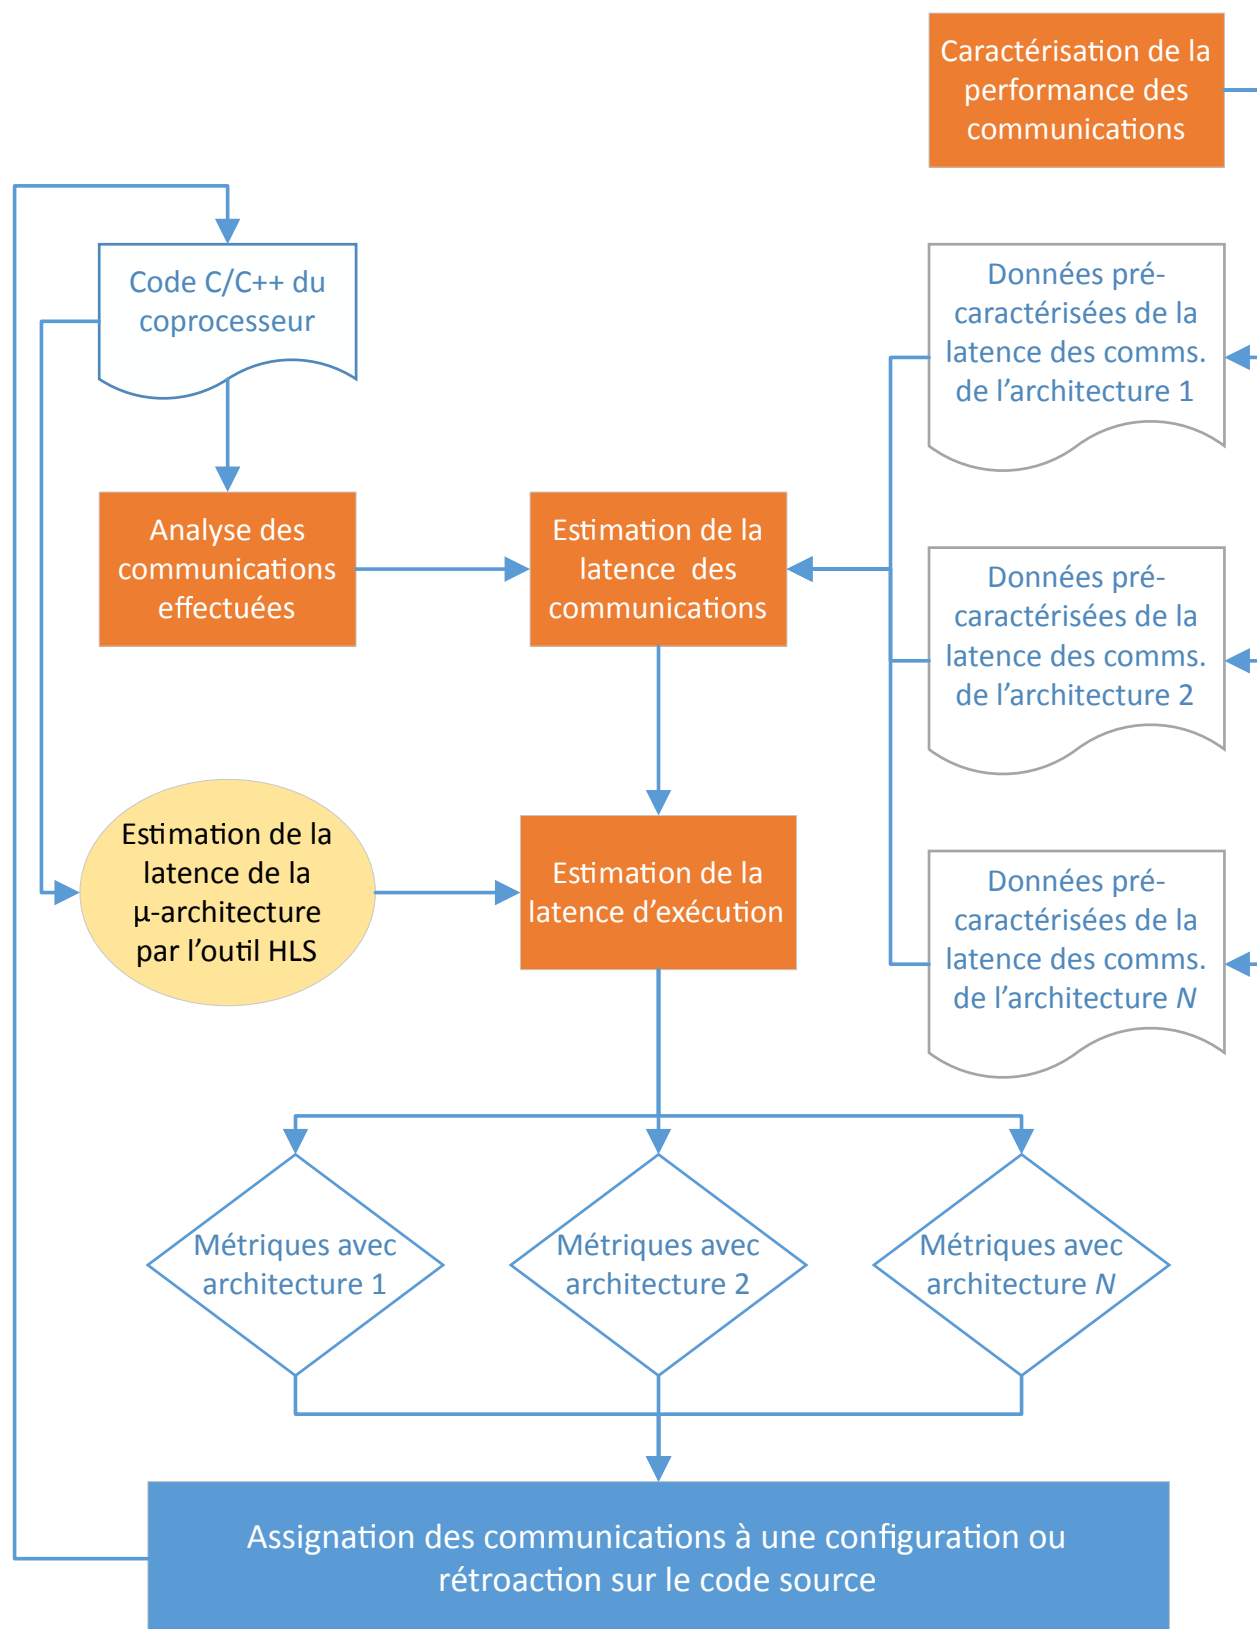 Caractérisation de la
performance des
communications
Code C/C++ du
coprocesseur
Données pré-
caractérisées de la
latence des comms.
de l’architecture 1
Analyse des
communications
effectuées
Estimation de la
latence des
communications
Données pré-
caractérisées de la
latence des comms.
de l’architecture 2
Estimation de la
latence de la
µ-architecture
par l’outil HLS
Estimation de la
latence d’exécution
Données pré-
caractérisées de la
latence des comms.
de l’architecture N
Métriques avec
architecture 1
Métriques avec
architecture 2
Métriques avec
architecture N
Assignation des communications à une configuration ou
rétroaction sur le code source